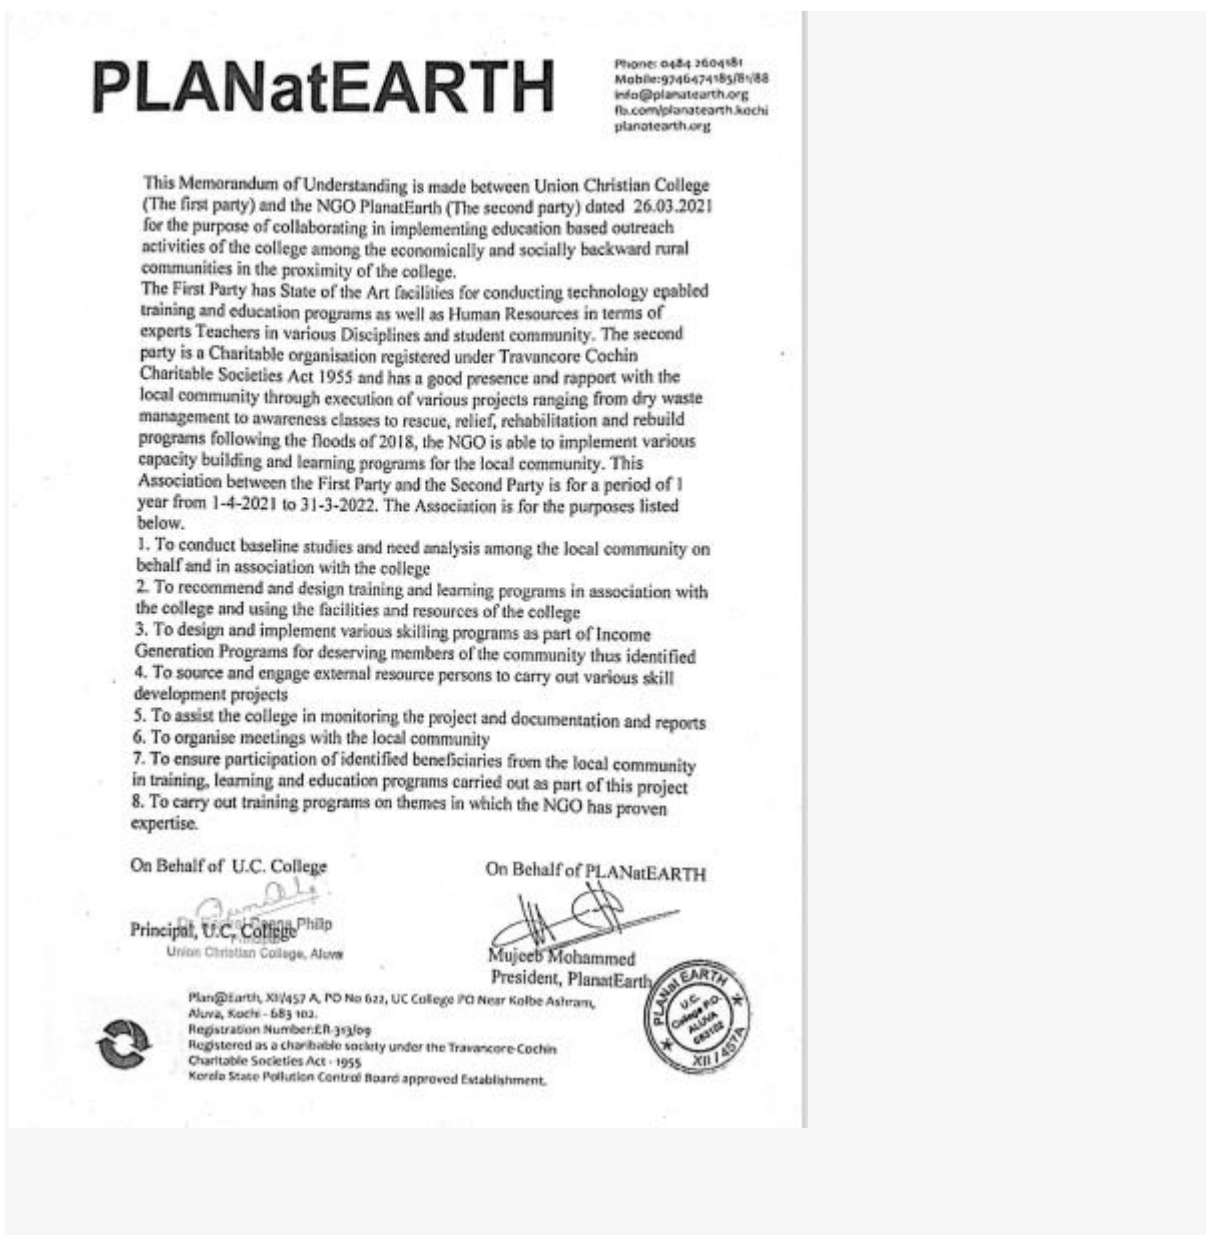 PLANatEARTH
Phone: 0484 2604181
Mobile:9746474185/81/88
info@planatearth.org
fb.com/planatearth.kochi
planatearth.org
This Memorandum of Understanding is made between Union Christian College
(The first party) and the NGO PlanatEarth (The second party) dated 26.03.2021
for the purpose of collaborating in implementing education based outreach
activities of the college among the economically and socially backward rural
communities in the proximity of the college.
The First Party has State of the Art facilities for conducting technology epabled
training and education programs as well as Human Resources in terms of
experts Teachers in various Disciplines and student community. The second
party is a Charitable organisation registered under Travancore Cochin
Charitable Societies Act 1955 and has a good presence and rapport with the
local community through execution of various projects ranging from dry waste
management to awareness classes to rescue, relief, rehabilitation and rebuild
programs following the floods of 2018, the NGO is able to implement various
capacity building and learning programs for the local community. This
Association between the First Party and the Second Party is for a period of 1
year from 1-4-2021 to 31-3-2022. The Association is for the purposes listed
below.
1. To conduct baseline studies and need analysis among the local community on
behalf and in association with the college
2. To recommend and design training and learning programs in association with
the college and using the facilities and resources of the college
3. To design and implement various skilling programs as part of Income
Generation Programs for deserving members of the community thus identified
4. To source and engage external resource persons to carry out various skill
development projects
5. To assist the college in monitoring the project and documentation and reports
6. To organise meetings with the local community
7. To ensure participation of identified beneficiaries from the local community
in training, learning and education programs carried out as part of this project
8. To carry out training programs on themes in which the NGO has proven
expertise.
On Behalf of U.C. College
On Behalf of PLANatEARTH
Philip
Principal, U.C, College
Union Christian College, Aluva
Mujeeb Mohammed
President, PlanatEarth
PLANat EARTH
U.C.
College P.O.
ALUVA
683102
XII / 457A
Plan@Earth, XII/457 A, PO No 622, UC College PO Near Kolbe Ashram,
Aluva, Kochi - 683 102.
Registration Number:ER-313/09
Registered as a charibable society under the Travancore-Cochin
Charitable Societies Act - 1955
Kerala State Pollution Control Board approved Establishment.